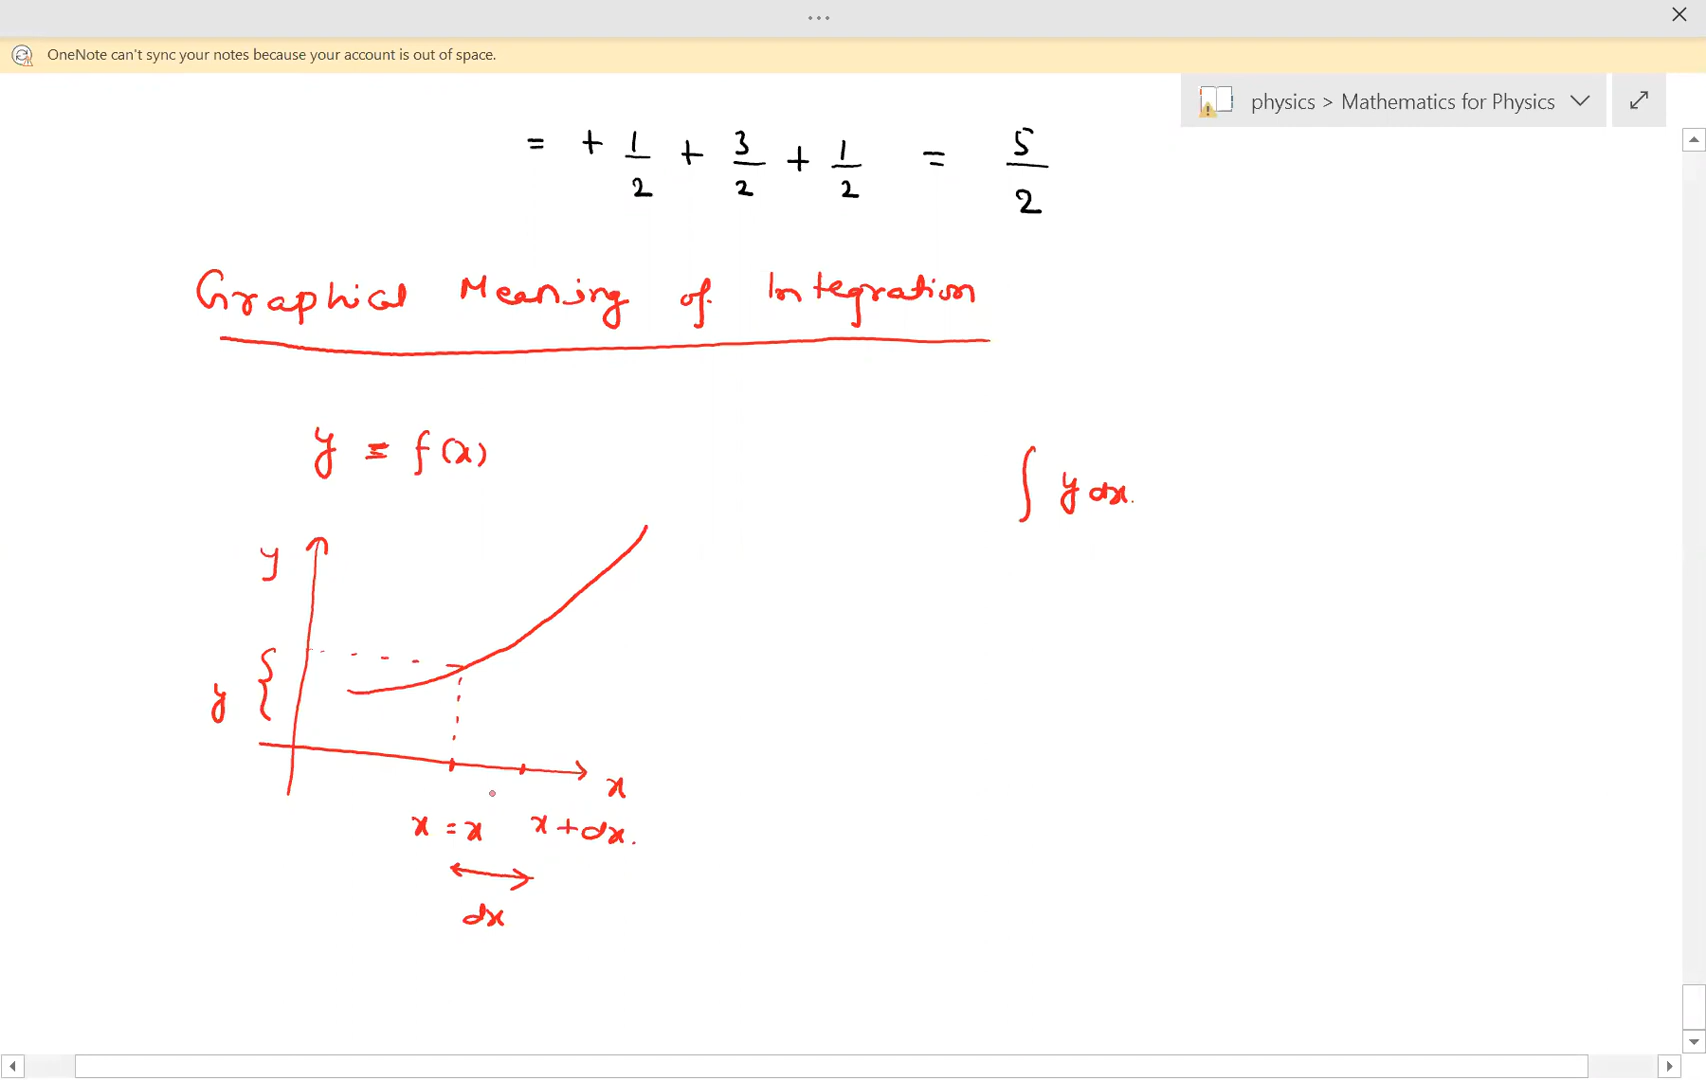 OneNote can't sync your notes because your account is out of space.
physics > Mathematics for Physics
= + 1/2 + 3/2 + 1/2 = 5/2
Graphical Meaning of Integration
y = f(x)
∫ y dx.
y
y {
x
x = x x + dx.
dx